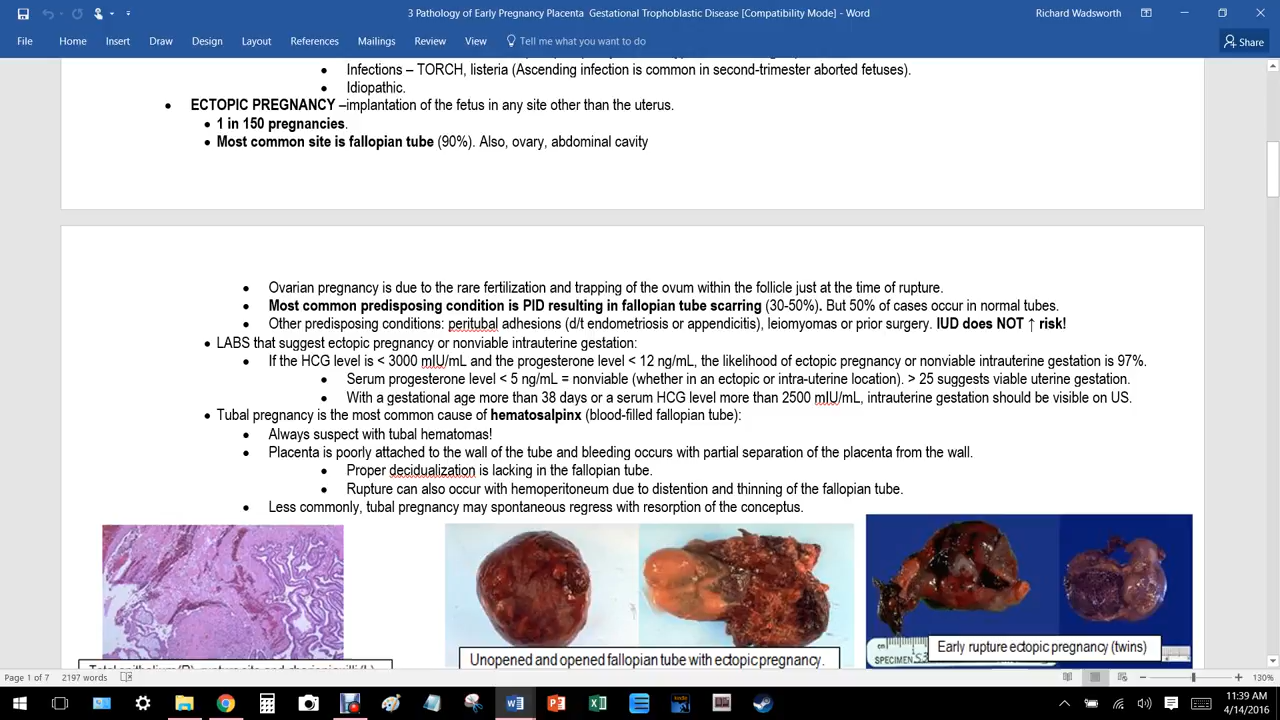 3 Pathology of Early Pregnancy Placenta Gestational Trophoblastic Disease [Compatibility Mode] - Word
Richard Wadsworth
File Home Insert Draw Design Layout References Mailings Review View Tell me what you want to do
Share
• Infections – TORCH, listeria (Ascending infection is common in second-trimester aborted fetuses).
• Idiopathic.
• ECTOPIC PREGNANCY –implantation of the fetus in any site other than the uterus.
• 1 in 150 pregnancies.
• Most common site is fallopian tube (90%). Also, ovary, abdominal cavity
• Ovarian pregnancy is due to the rare fertilization and trapping of the ovum within the follicle just at the time of rupture.
• Most common predisposing condition is PID resulting in fallopian tube scarring (30-50%). But 50% of cases occur in normal tubes.
• Other predisposing conditions: peritubal adhesions (d/t endometriosis or appendicitis), leiomyomas or prior surgery. IUD does NOT ↑ risk!
• LABS that suggest ectopic pregnancy or nonviable intrauterine gestation:
• If the HCG level is < 3000 mIU/mL and the progesterone level < 12 ng/mL, the likelihood of ectopic pregnancy or nonviable intrauterine gestation is 97%.
• Serum progesterone level < 5 ng/mL = nonviable (whether in an ectopic or intra-uterine location). > 25 suggests viable uterine gestation.
• With a gestational age more than 38 days or a serum HCG level more than 2500 mIU/mL, intrauterine gestation should be visible on US.
• Tubal pregnancy is the most common cause of hematosalpinx (blood-filled fallopian tube):
• Always suspect with tubal hematomas!
• Placenta is poorly attached to the wall of the tube and bleeding occurs with partial separation of the placenta from the wall.
• Proper decidualization is lacking in the fallopian tube.
• Rupture can also occur with hemoperitoneum due to distention and thinning of the fallopian tube.
• Less commonly, tubal pregnancy may spontaneous regress with resorption of the conceptus.
Unopened and opened fallopian tube with ectopic pregnancy.
cm
SPECIMEN
Early rupture ectopic pregnancy (twins)
Page 1 of 7 2197 words
130%
11:39 AM
4/14/2016